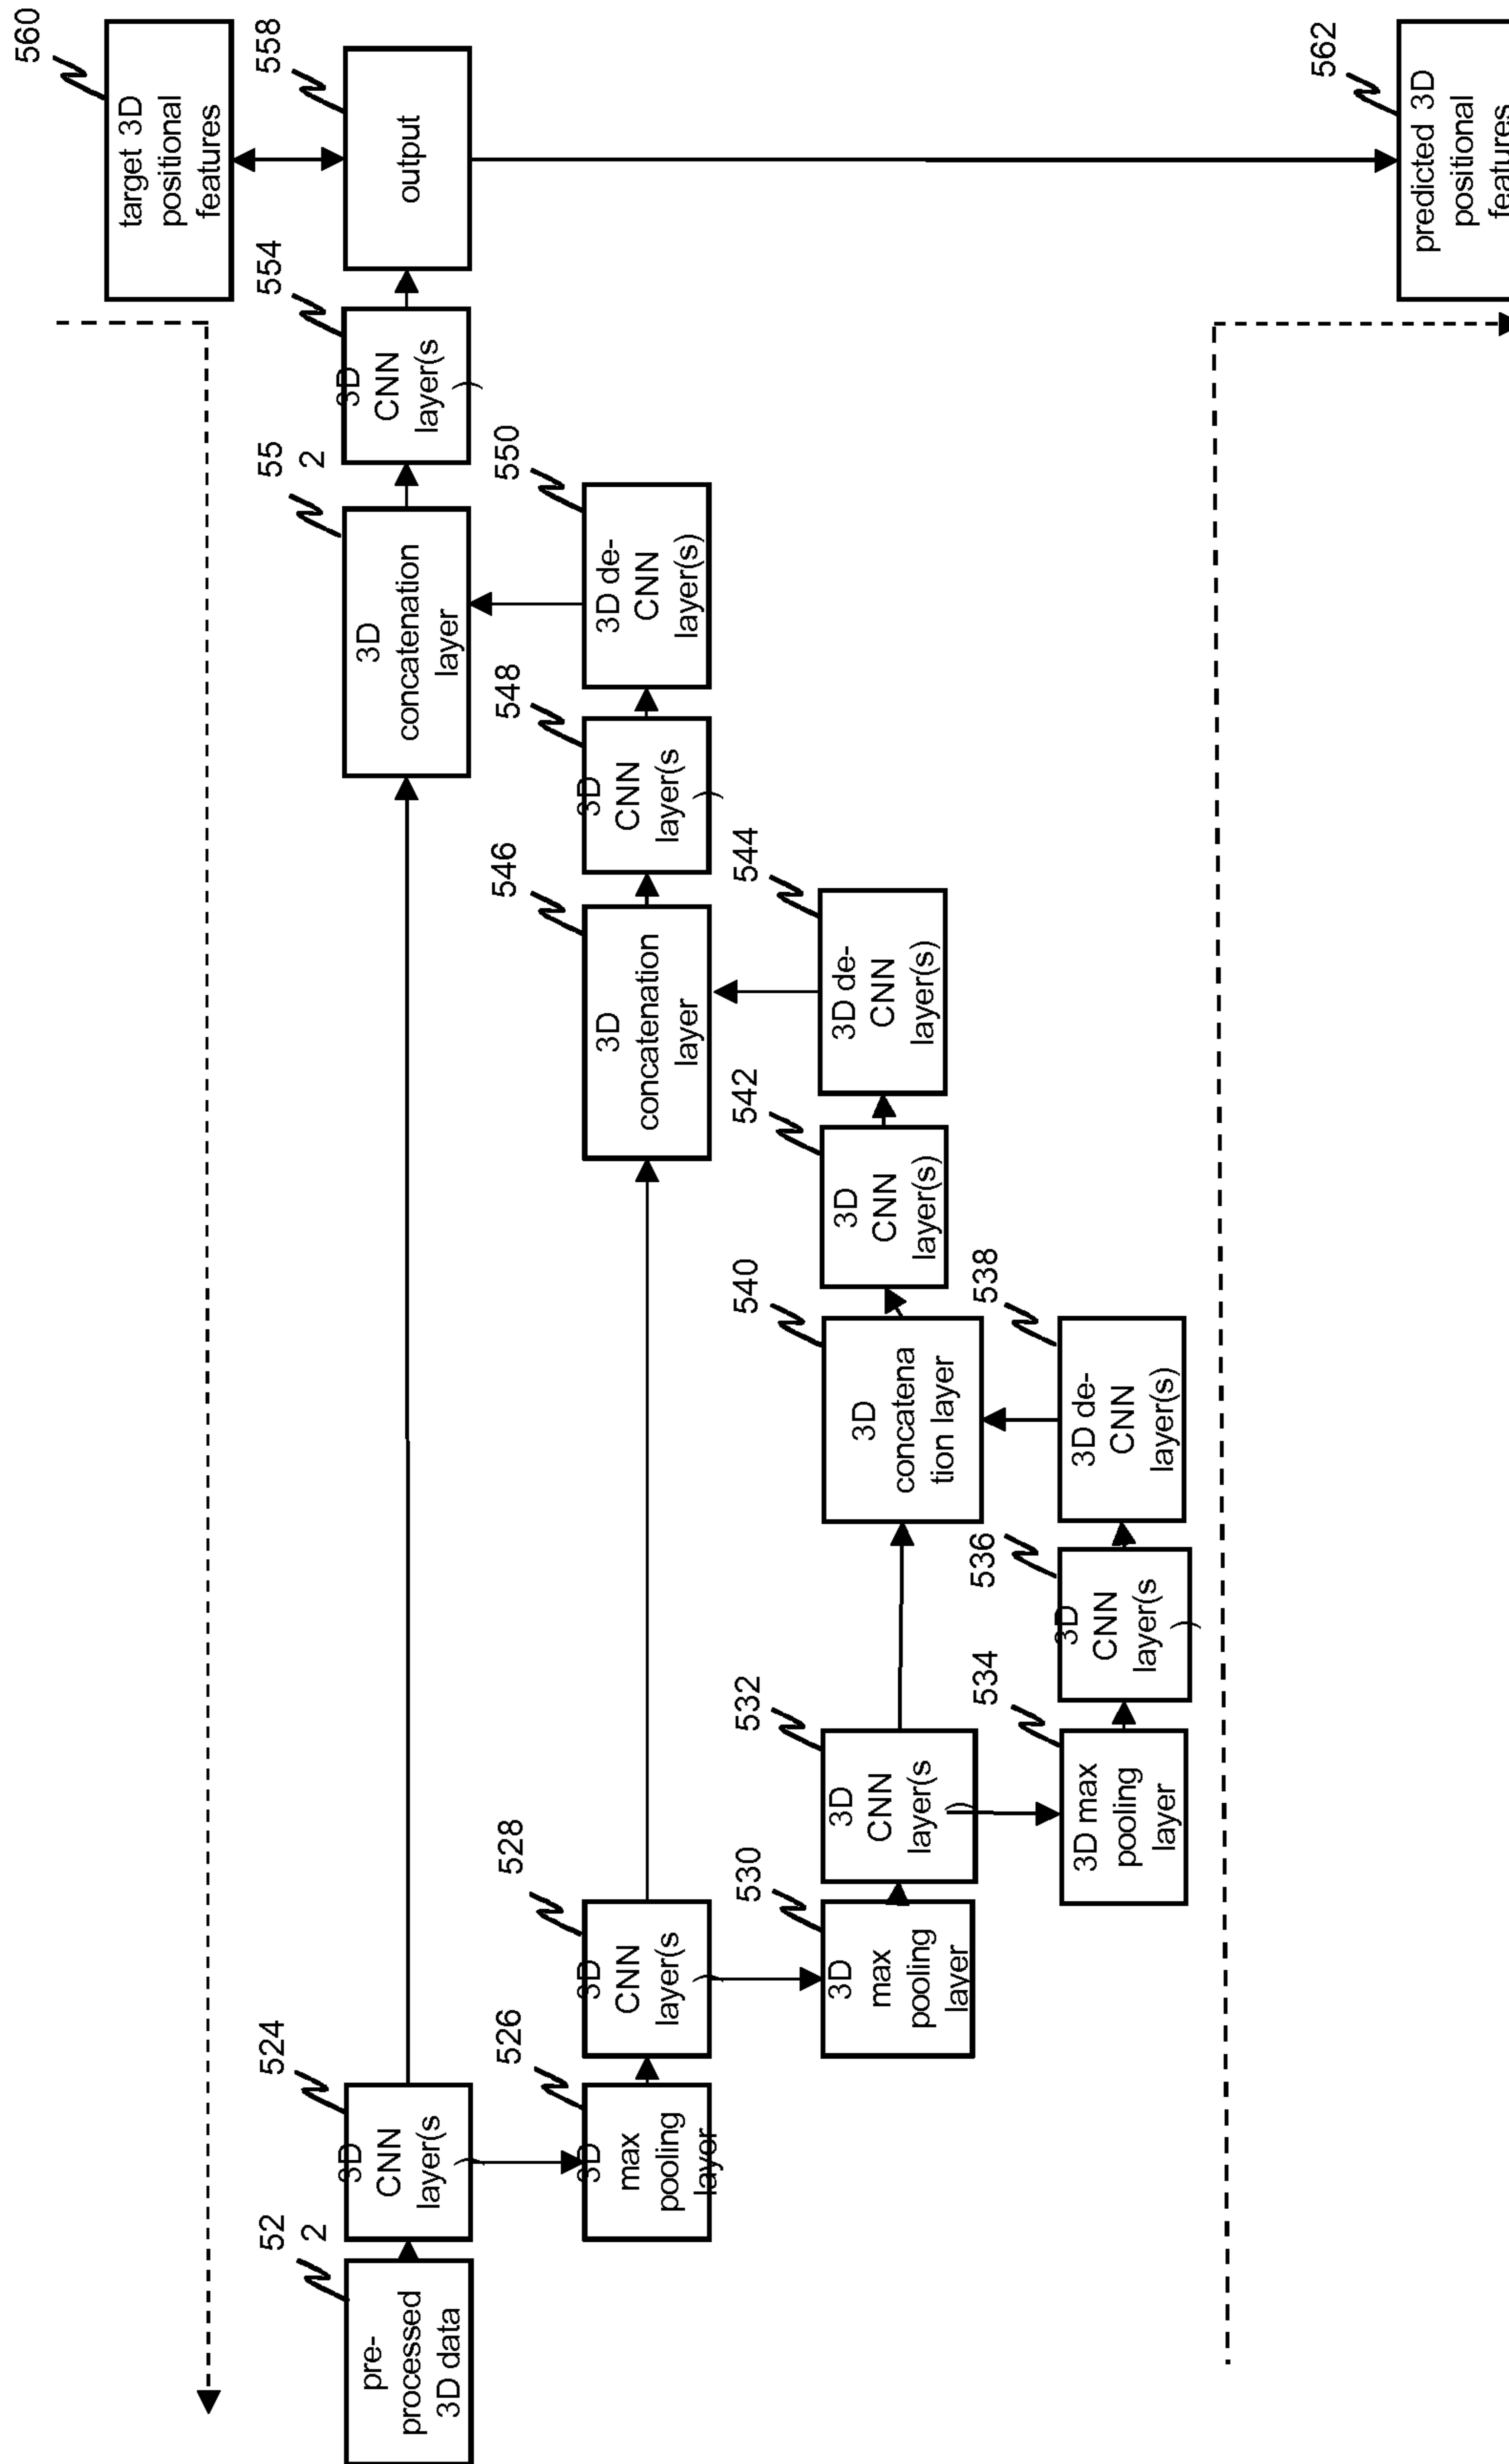 560
target 3D
positional
features
558
output
562
predicted 3D
positional
features
554
3D
CNN
layer(s
)
55
2
3D
concatenation
layer
550
3D de-
CNN
layer(s)
548
3D
CNN
layer(s
)
546
3D
concatenation
layer
544
3D de-
CNN
layer(s)
542
3D
CNN
layer(s)
540
3D
concatena
tion layer
538
3D de-
CNN
layer(s)
536
3D
CNN
layer(s
)
534
3D max
pooling
layer
532
3D
CNN
layer(s
)
530
3D
max
pooling
layer
528
3D
CNN
layer(s
)
526
3D
max
pooling
layer
524
3D
CNN
layer(s
)
52
2
pre-
processed
3D data